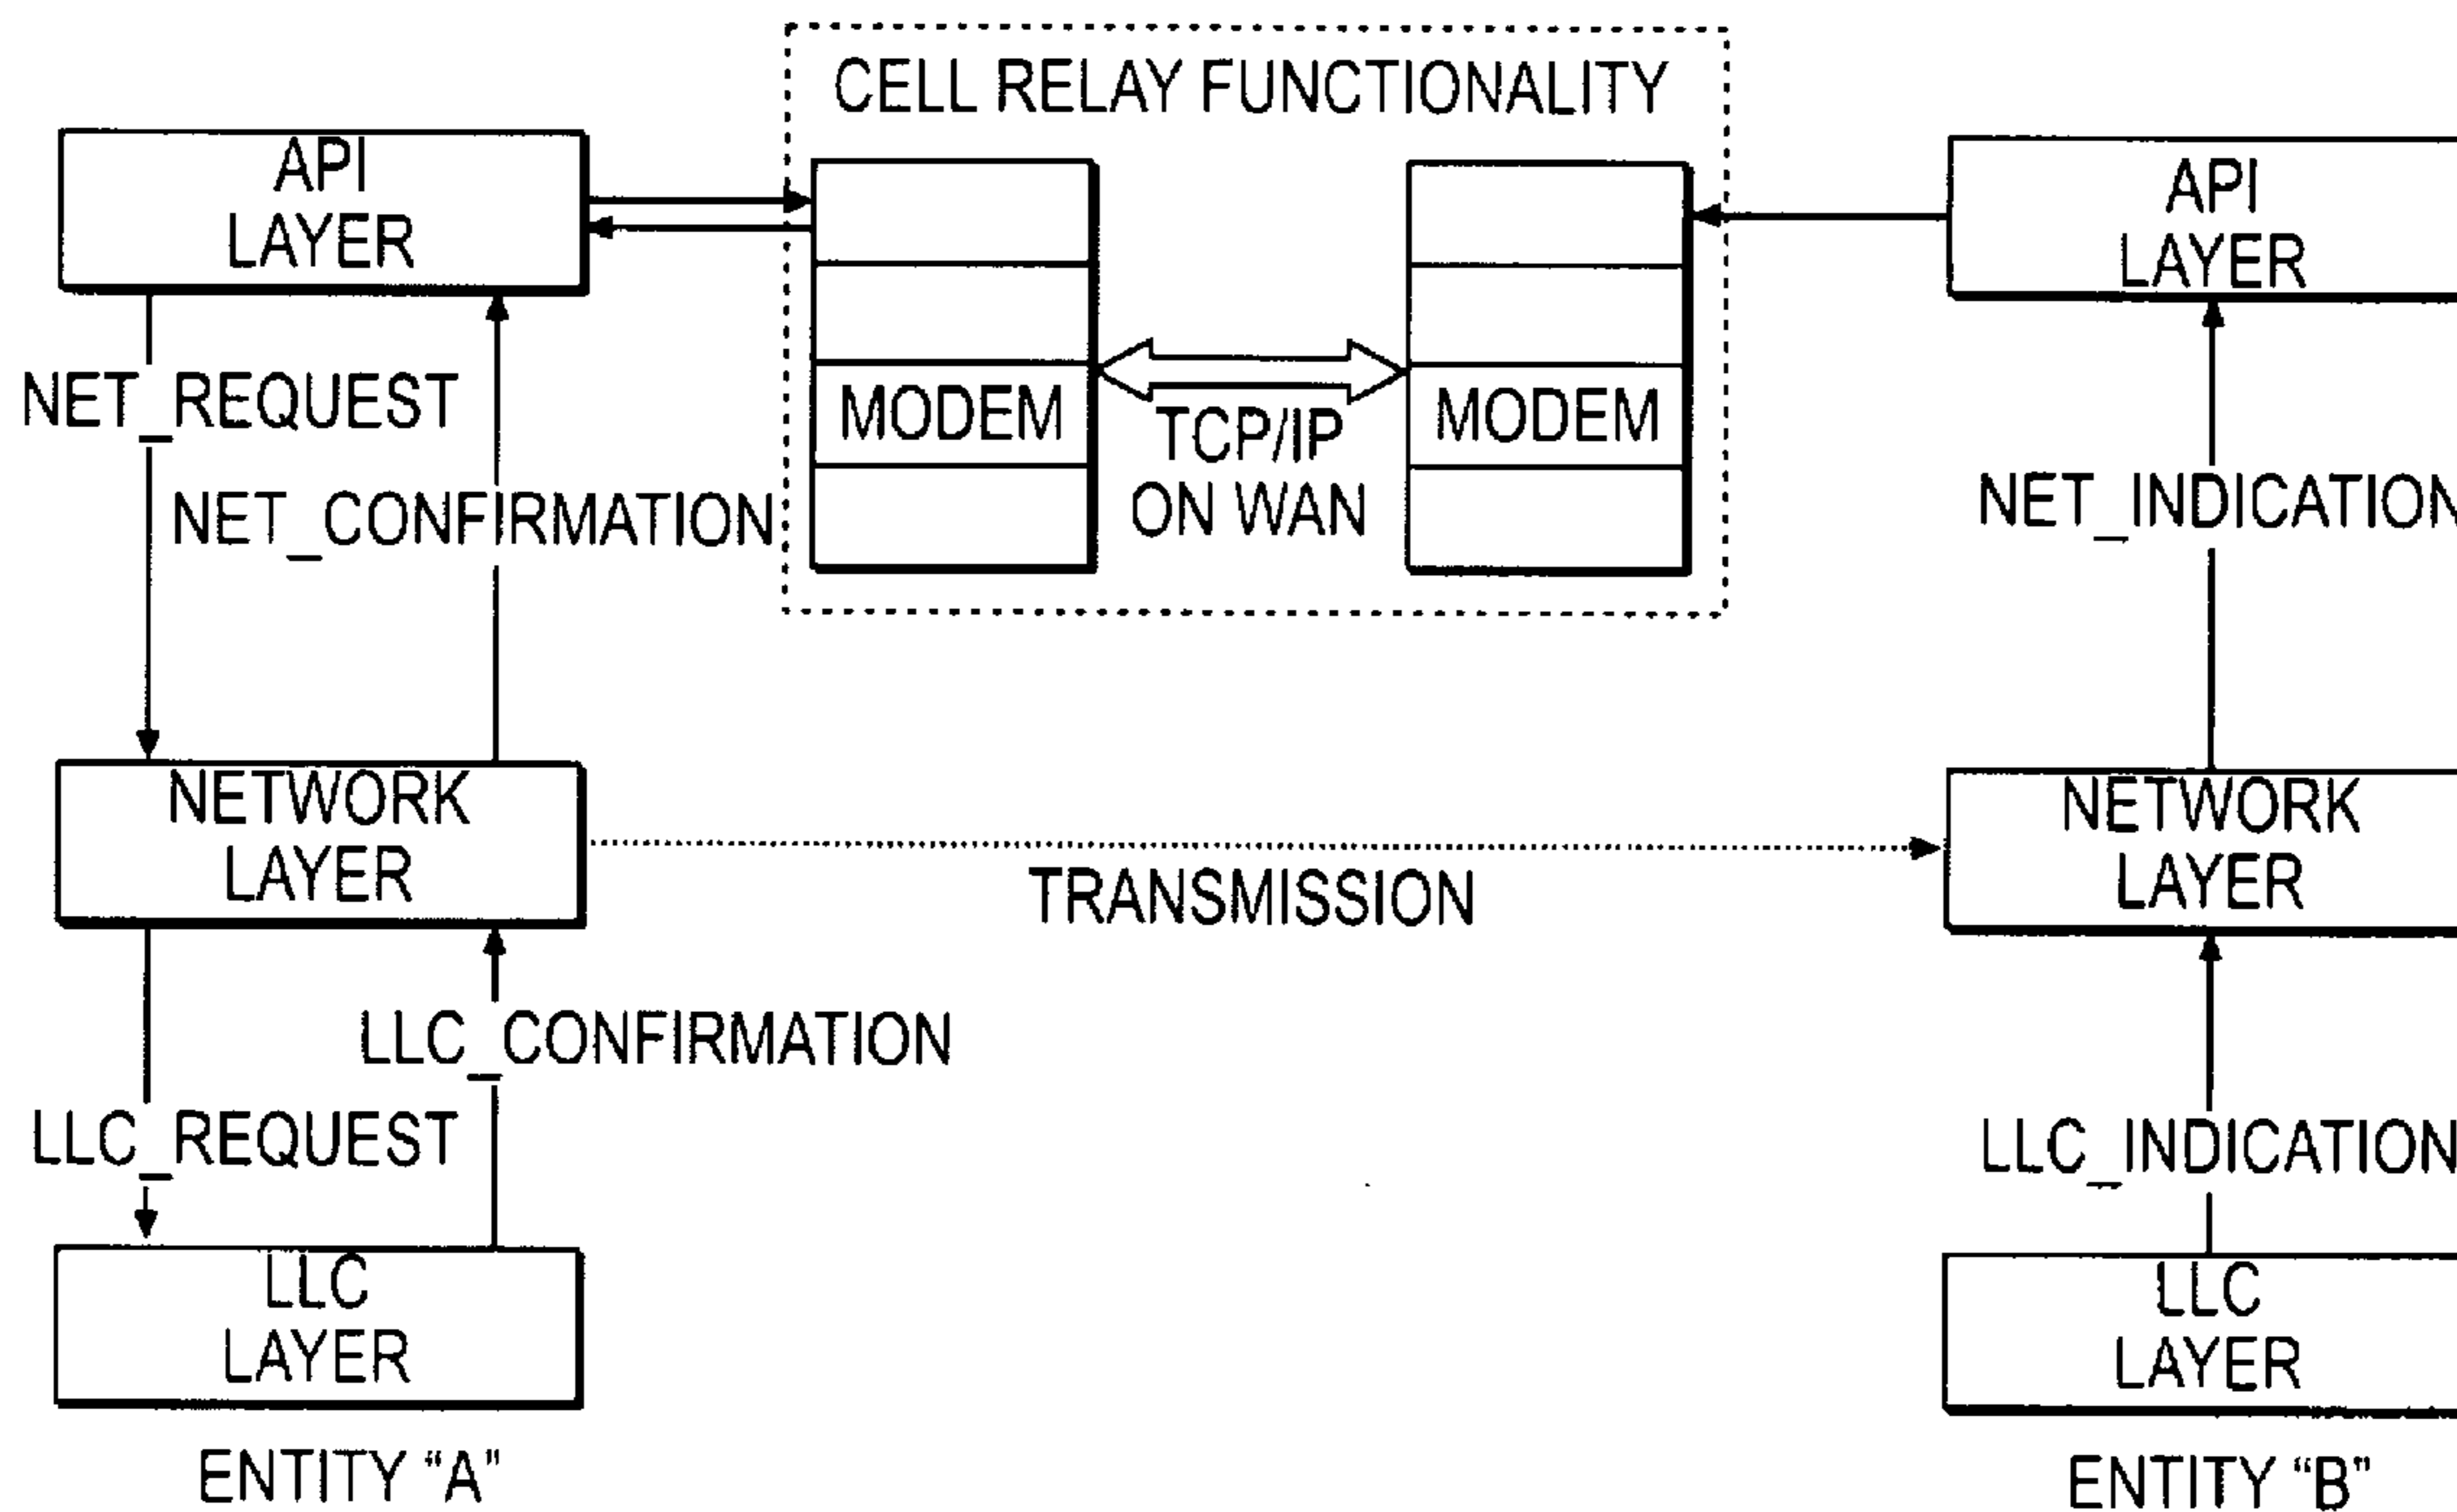 CELL RELAY FUNCTIONALITY
API
LAYER
API
LAYER
MODEM
MODEM
TCP/IP
ON WAN
NET_REQUEST
NET_CONFIRMATION
NET_INDICATION
NETWORK
LAYER
NETWORK
LAYER
TRANSMISSION
LLC_CONFIRMATION
LLC_REQUEST
LLC_INDICATION
LLC
LAYER
LLC
LAYER
ENTITY “A”
ENTITY “B”